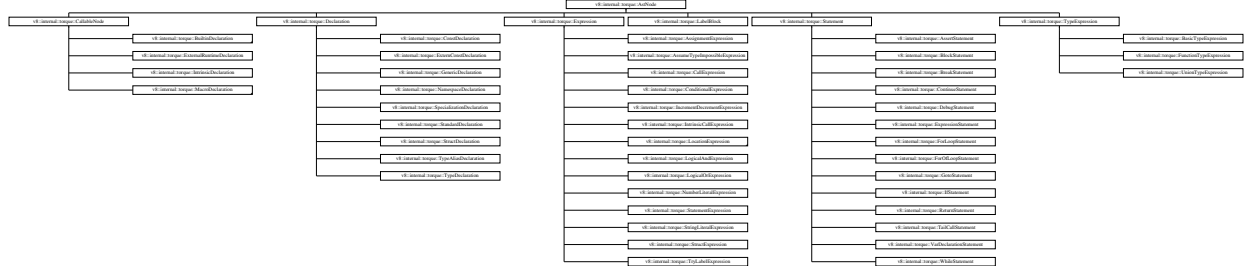 v8::internal::torque::AstNode
v8::internal::torque::CallableNode
v8::internal::torque::Declaration
v8::internal::torque::Expression
v8::internal::torque::LabelBlock
v8::internal::torque::Statement
v8::internal::torque::TypeExpression
v8::internal::torque::BuiltinDeclaration
v8::internal::torque::ExternalRuntimeDeclaration
v8::internal::torque::IntrinsicDeclaration
v8::internal::torque::MacroDeclaration
v8::internal::torque::ConstDeclaration
v8::internal::torque::ExternConstDeclaration
v8::internal::torque::GenericDeclaration
v8::internal::torque::NamespaceDeclaration
v8::internal::torque::SpecializationDeclaration
v8::internal::torque::StandardDeclaration
v8::internal::torque::StructDeclaration
v8::internal::torque::TypeAliasDeclaration
v8::internal::torque::TypeDeclaration
v8::internal::torque::AssignmentExpression
v8::internal::torque::AssumeTypeImpossibleExpression
v8::internal::torque::CallExpression
v8::internal::torque::ConditionalExpression
v8::internal::torque::IncrementDecrementExpression
v8::internal::torque::IntrinsicCallExpression
v8::internal::torque::LocationExpression
v8::internal::torque::LogicalAndExpression
v8::internal::torque::LogicalOrExpression
v8::internal::torque::NumberLiteralExpression
v8::internal::torque::StatementExpression
v8::internal::torque::StringLiteralExpression
v8::internal::torque::StructExpression
v8::internal::torque::TryLabelExpression
v8::internal::torque::AssertStatement
v8::internal::torque::BlockStatement
v8::internal::torque::BreakStatement
v8::internal::torque::ContinueStatement
v8::internal::torque::DebugStatement
v8::internal::torque::ExpressionStatement
v8::internal::torque::ForLoopStatement
v8::internal::torque::ForOfLoopStatement
v8::internal::torque::GotoStatement
v8::internal::torque::IfStatement
v8::internal::torque::ReturnStatement
v8::internal::torque::TailCallStatement
v8::internal::torque::VarDeclarationStatement
v8::internal::torque::WhileStatement
v8::internal::torque::BasicTypeExpression
v8::internal::torque::FunctionTypeExpression
v8::internal::torque::UnionTypeExpression